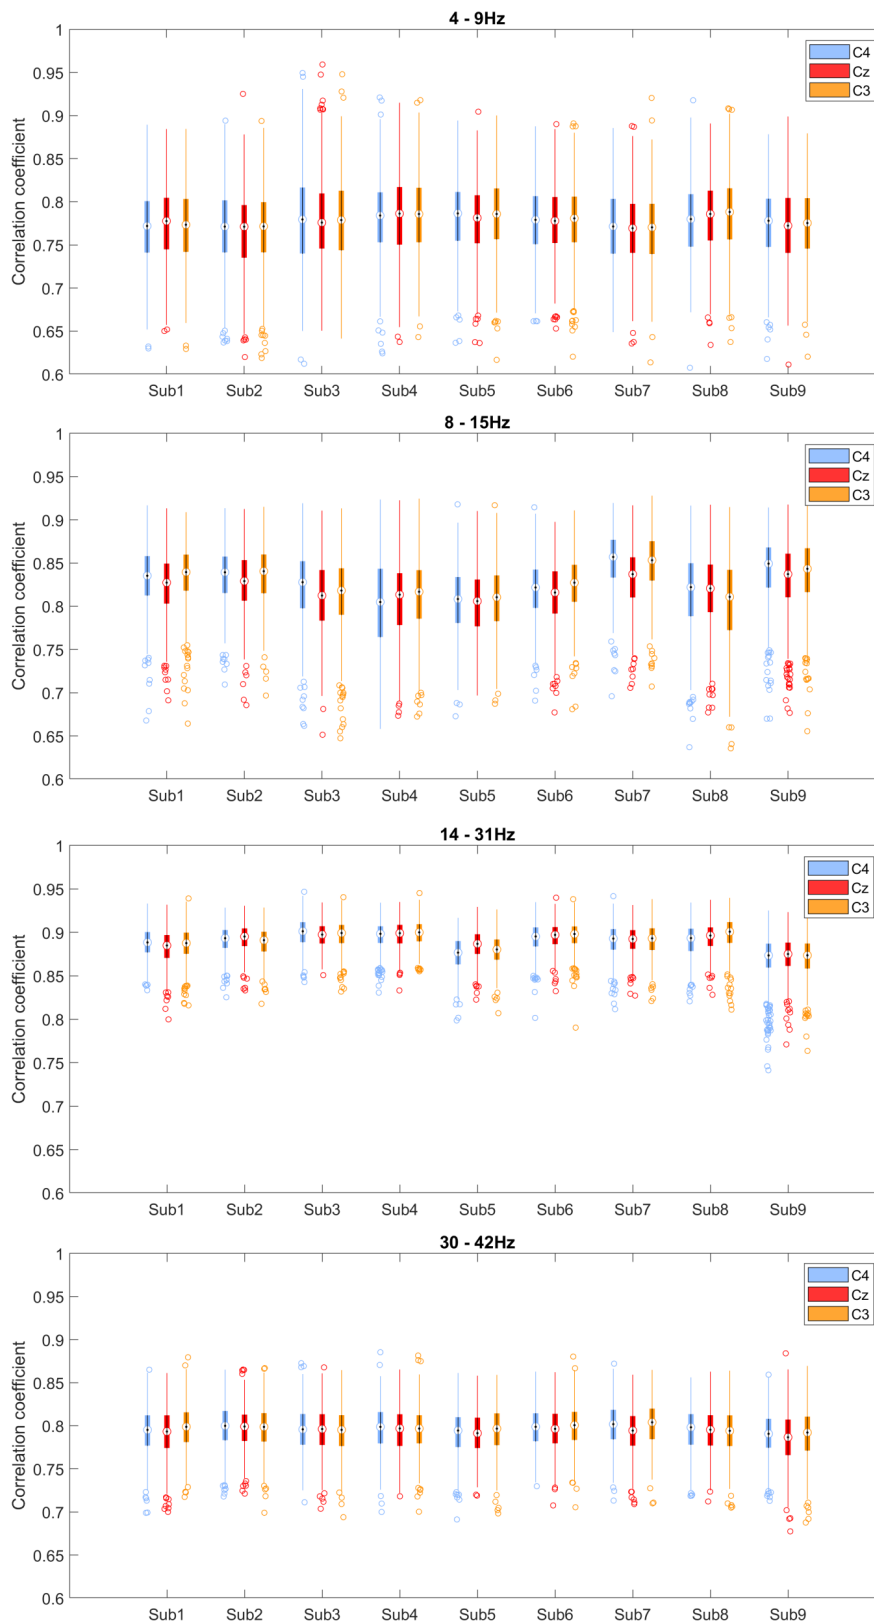 4 - 9Hz
1
0.95
0.9
0.85
0.8
0.75
0.7
0.65
0.6
Correlation coefficient
C4
Cz
C3
Sub1 Sub2 Sub3 Sub4 Sub5 Sub6 Sub7 Sub8 Sub9
8 - 15Hz
1
0.95
0.9
0.85
0.8
0.75
0.7
0.65
0.6
Correlation coefficient
C4
Cz
C3
Sub1 Sub2 Sub3 Sub4 Sub5 Sub6 Sub7 Sub8 Sub9
14 - 31Hz
1
0.95
0.9
0.85
0.8
0.75
0.7
0.65
0.6
Correlation coefficient
C4
Cz
C3
Sub1 Sub2 Sub3 Sub4 Sub5 Sub6 Sub7 Sub8 Sub9
30 - 42Hz
1
0.95
0.9
0.85
0.8
0.75
0.7
0.65
0.6
Correlation coefficient
C4
Cz
C3
Sub1 Sub2 Sub3 Sub4 Sub5 Sub6 Sub7 Sub8 Sub9